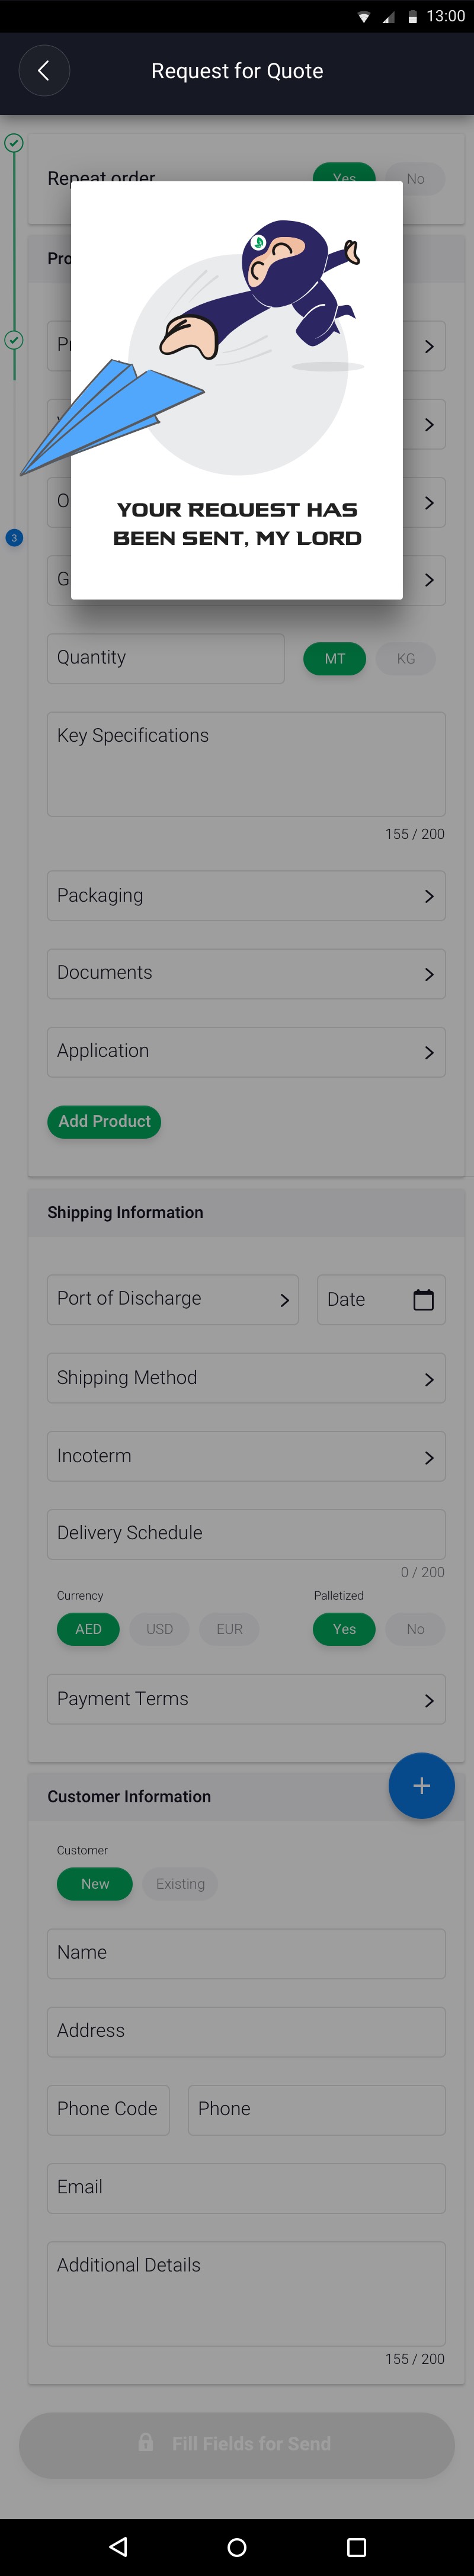 13:00
Request for Quote
Repeat order
Yes
No
YOUR REQUEST HAS
BEEN SENT, MY LORD
3
Quantity
MT
KG
Key Specifications
155 / 200
Packaging
Documents
Application
Add Product
Shipping Information
Port of Discharge
Date
Shipping Method
Incoterm
Delivery Schedule
0 / 200
Currency
Palletized
AED
USD
EUR
Yes
No
Payment Terms
+
Customer Information
Customer
New
Existing
Name
Address
Phone Code
Phone
Email
Additional Details
155 / 200
Fill Fields for Send